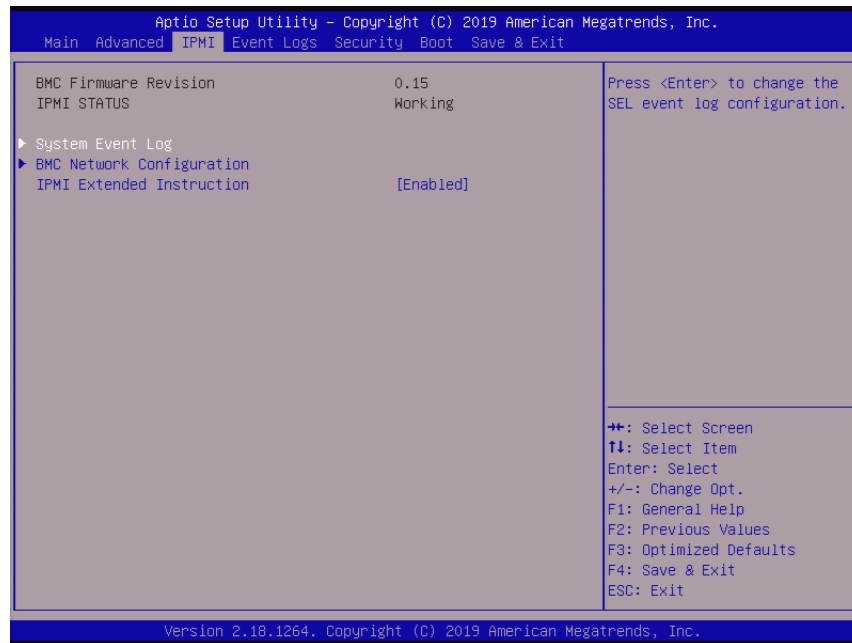 Aptio Setup Utility – Copyright (C) 2019 American Megatrends, Inc.
Main Advanced IPMI Event Logs Security Boot Save & Exit
BMC Firmware Revision 0.15
IPMI STATUS Working
System Event Log
BMC Network Configuration
IPMI Extended Instruction [Enabled]
Press <Enter> to change the
SEL event log configuration.
→←: Select Screen
↑↓: Select Item
Enter: Select
+/-: Change Opt.
F1: General Help
F2: Previous Values
F3: Optimized Defaults
F4: Save & Exit
ESC: Exit
Version 2.18.1264. Copyright (C) 2019 American Megatrends, Inc.